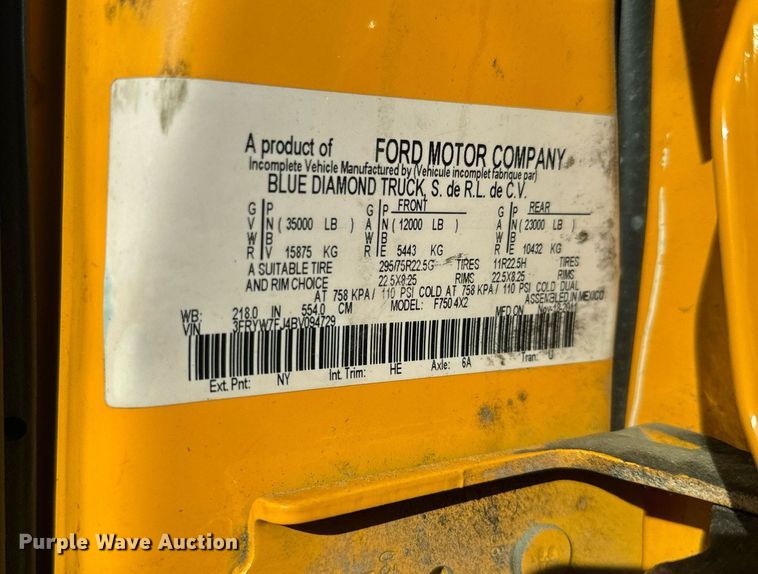 A product of FORD MOTOR COMPANY
Incomplete Vehicle Manufactured by (Vehicule incomplet fabrique par)
BLUE DIAMOND TRUCK, S. de R.L. de C.V.
G P G P FRONT G P REAR
V N ( 35000 LB ) A N ( 12000 LB ) A N ( 23000 LB )
W B W B W B
R V 15875 KG R E 5443 KG R E 10432 KG
A SUITABLE TIRE 295/75R22.5G TIRES 11R22.5H TIRES
AND RIM CHOICE 22.5X8.25 RIMS 22.5X8.25 RIMS
AT 758 KPA / 110 PSI COLD AT 758 KPA / 110 PSI COLD DUAL
WB: 218.0 IN 554.0 CM MODEL: F750 4X2 ASSEMBLED IN MEXICO
VIN 3FRYW7FJ4BV094729
Ext. Pnt: NY Int. Trim: HE Axle: 6A Tran:
Purple Wave Auction